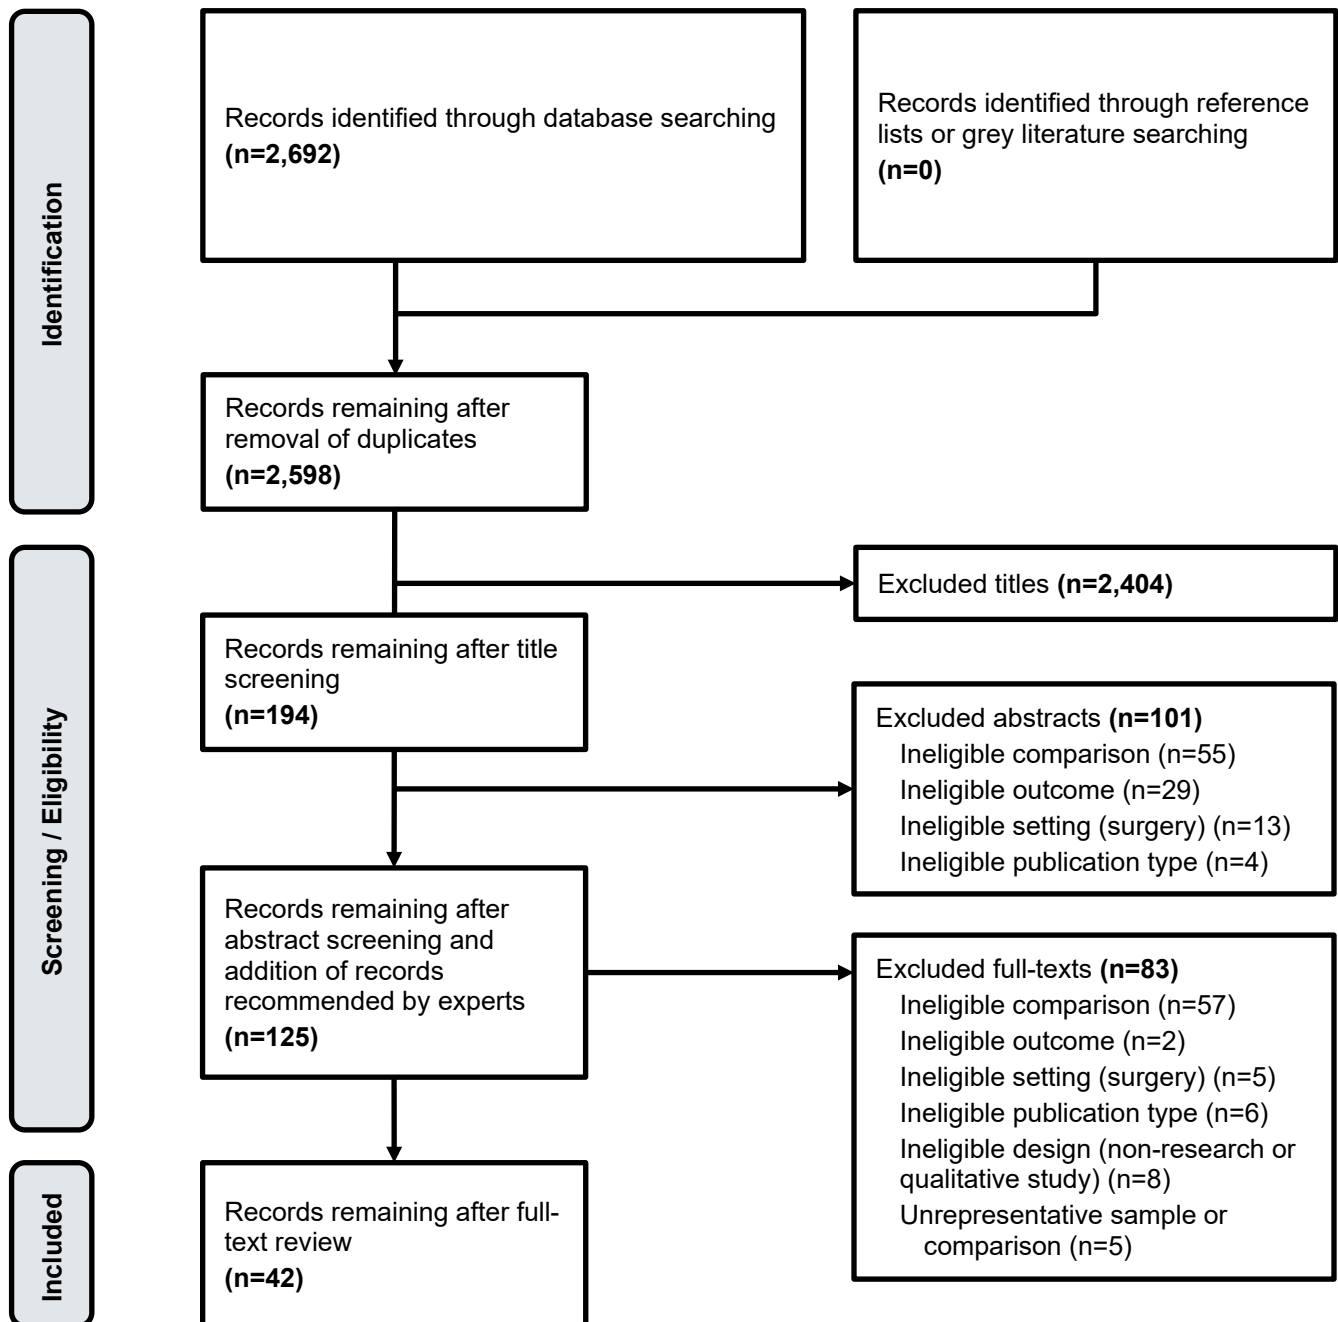 Identification
Records identified through database searching
(n=2,692)
Records identified through reference
lists or grey literature searching
(n=0)
Records remaining after
removal of duplicates
(n=2,598)
Screening / Eligibility
Excluded titles (n=2,404)
Records remaining after title
screening
(n=194)
Excluded abstracts (n=101)
Ineligible comparison (n=55)
Ineligible outcome (n=29)
Ineligible setting (surgery) (n=13)
Ineligible publication type (n=4)
Records remaining after
abstract screening and
addition of records
recommended by experts
(n=125)
Excluded full-texts (n=83)
Ineligible comparison (n=57)
Ineligible outcome (n=2)
Ineligible setting (surgery) (n=5)
Ineligible publication type (n=6)
Ineligible design (non-research or
qualitative study) (n=8)
Unrepresentative sample or
comparison (n=5)
Included
Records remaining after full-
text review
(n=42)